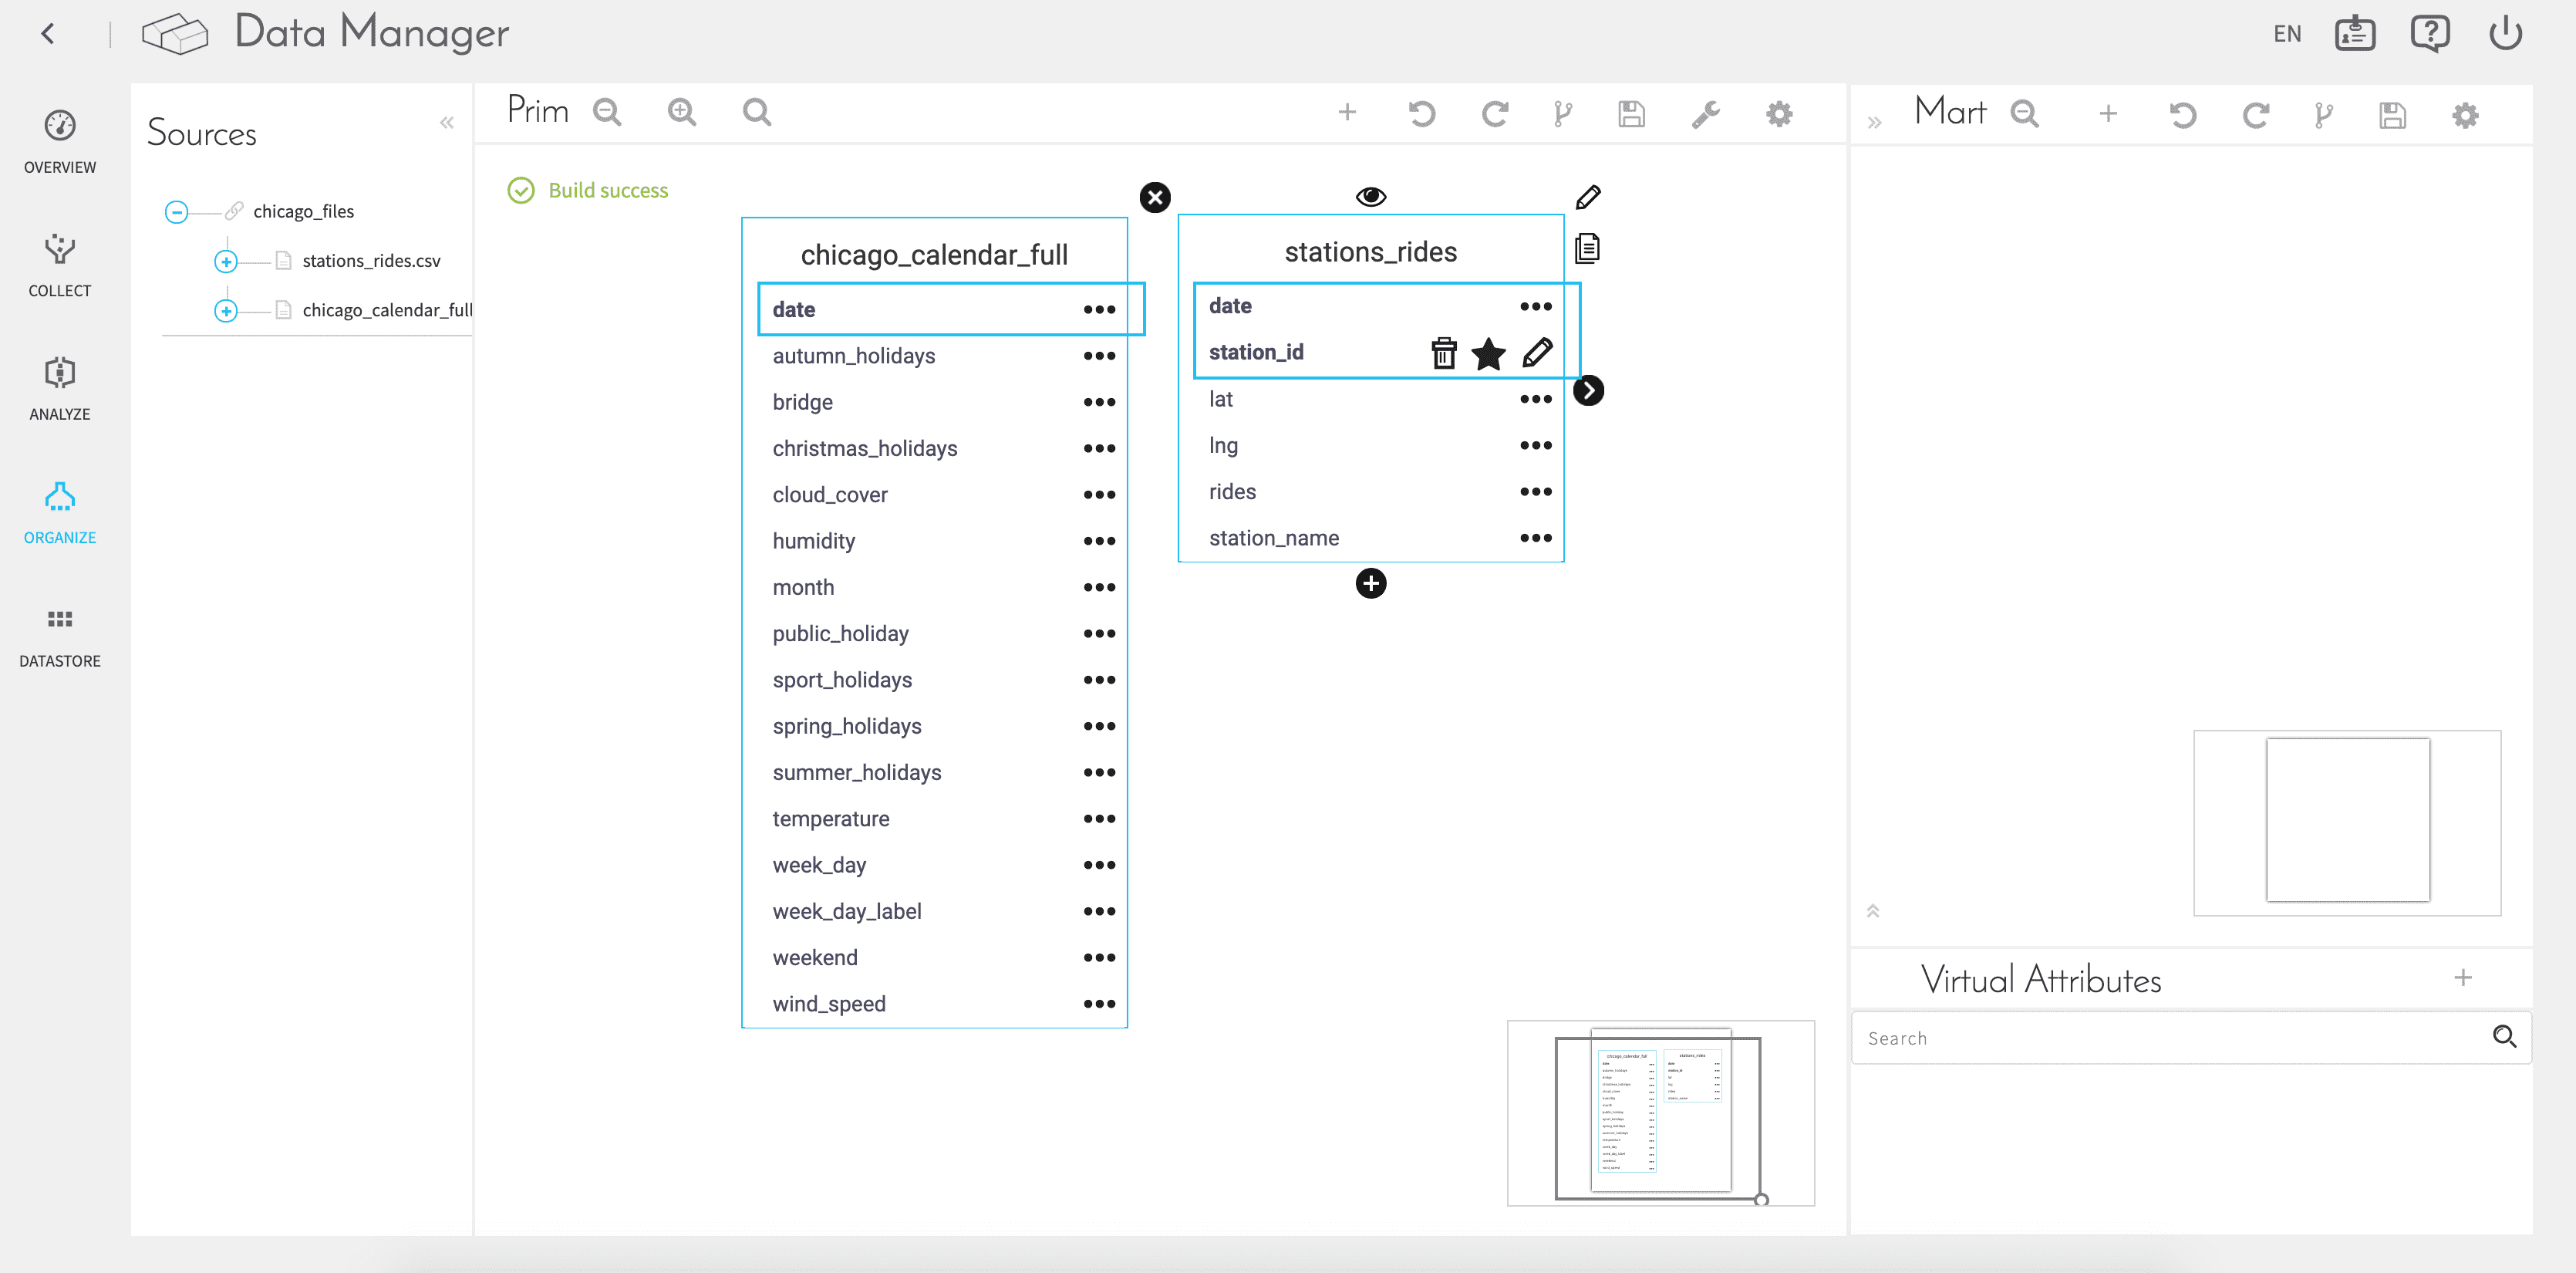 Data Manager
EN
OVERVIEW
COLLECT
ANALYZE
ORGANIZE
DATASTORE
Sources
chicago_files
stations_rides.csv
chicago_calendar_full
Prim
Build success
chicago_calendar_full
date
autumn_holidays
bridge
christmas_holidays
cloud_cover
humidity
month
public_holiday
sport_holidays
spring_holidays
summer_holidays
temperature
week_day
week_day_label
weekend
wind_speed
stations_rides
date
station_id
lat
lng
rides
station_name
chicago_calendar_full
stations_rides
Mart
Virtual Attributes
Search